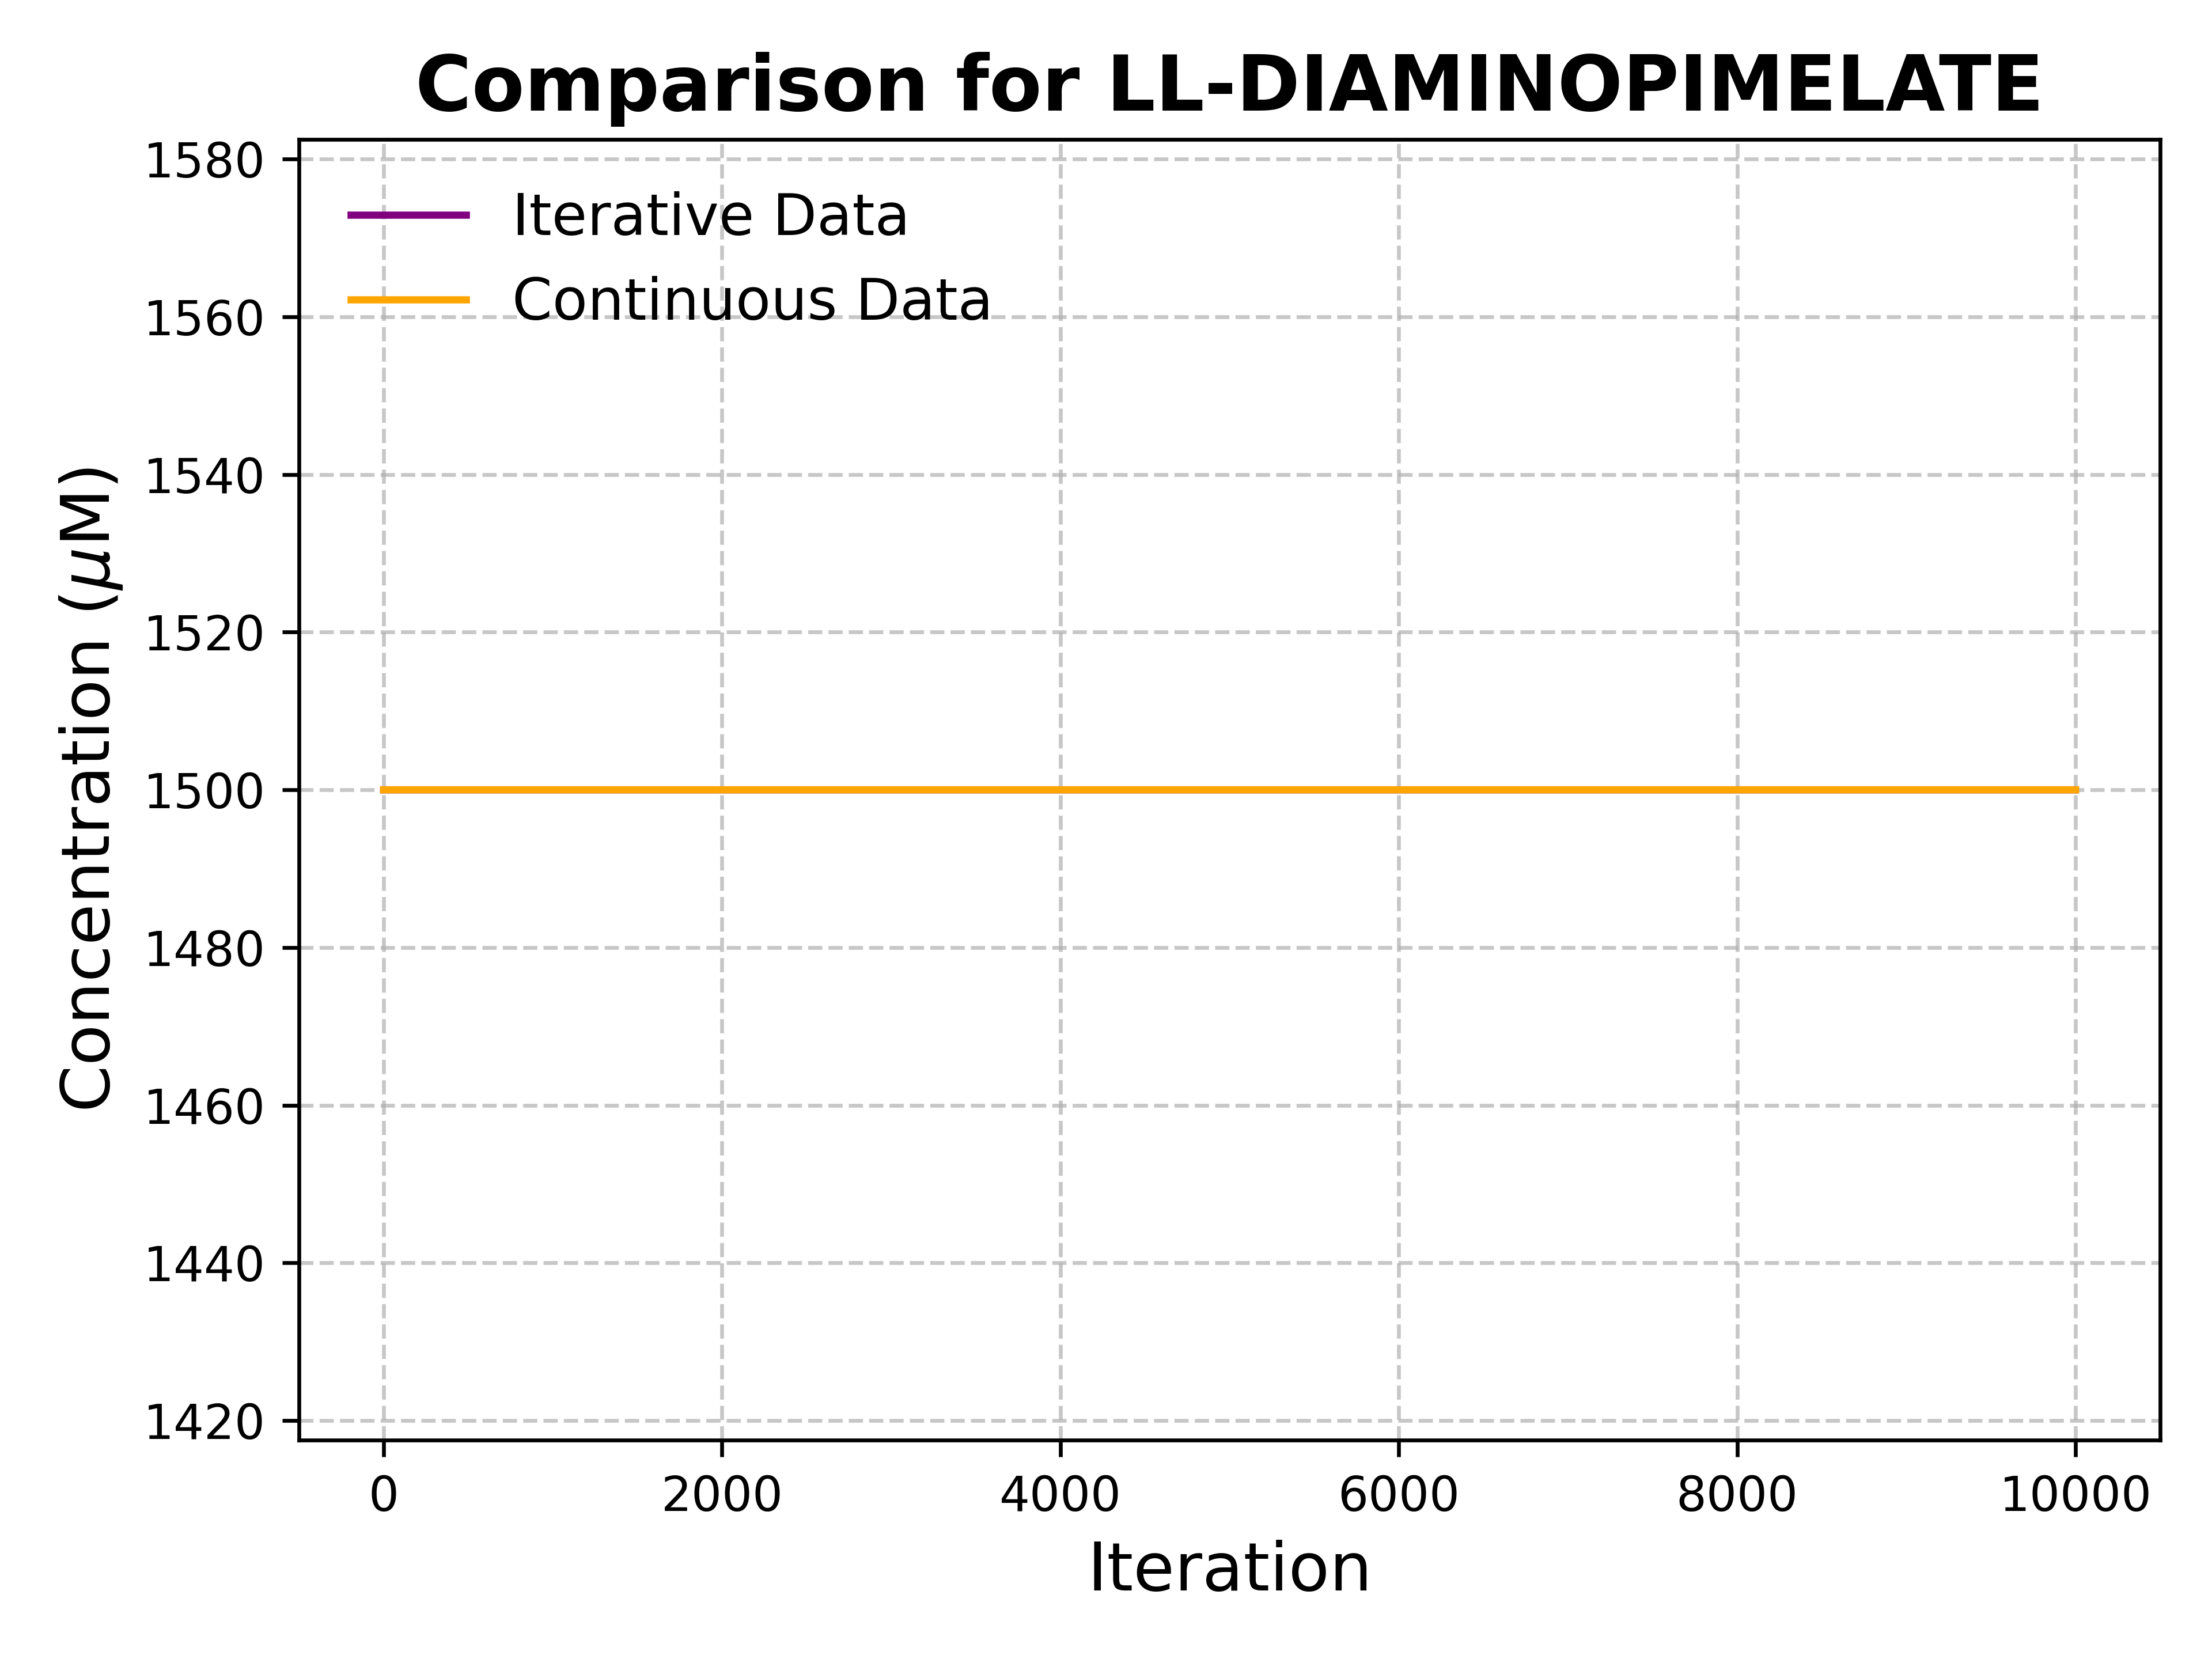 Comparison for LL-DIAMINOPIMELATE
1580
1560
1540
1520
1500
1480
1460
1440
1420
Concentration (μM)
Iterative Data
Continuous Data
0 2000 4000 6000 8000 10000
Iteration